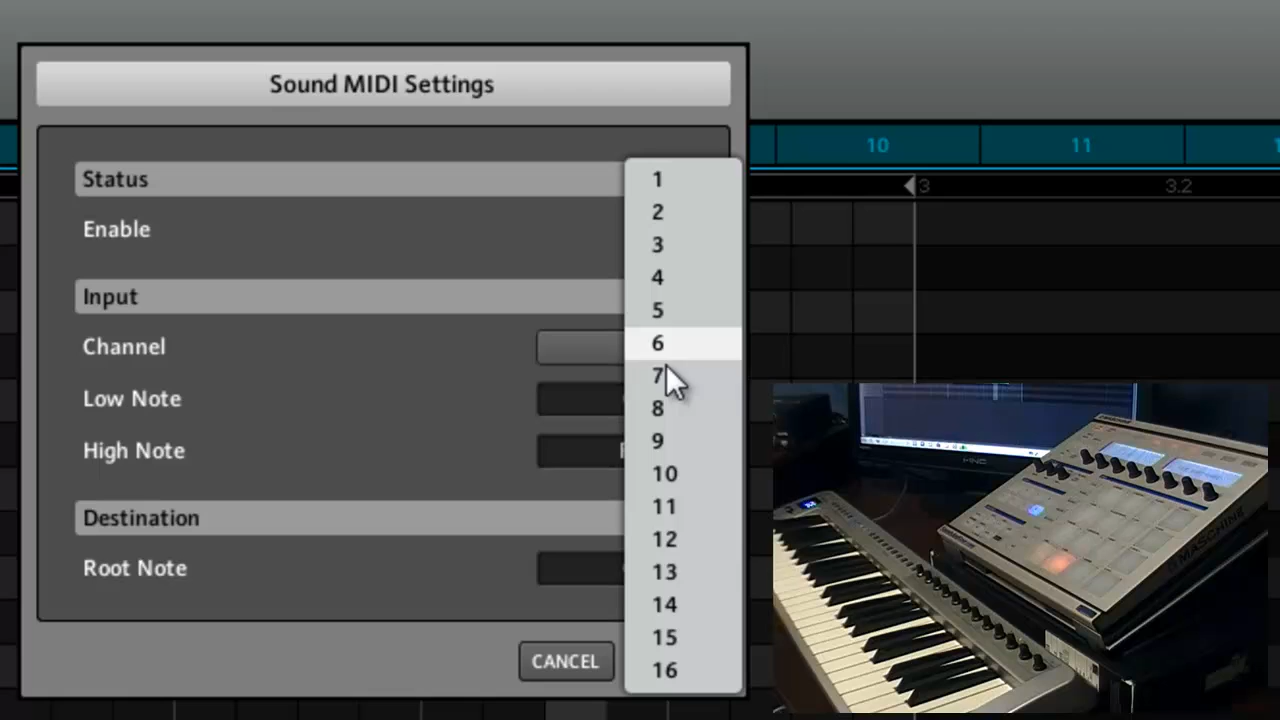 Sound MIDI Settings
Status
Enable
Input
Channel
Low Note
High Note
Destination
Root Note
CANCEL
1
2
3
4
5
6
7
8
9
10
11
12
13
14
15
16
10
11
3
3.2
MASCHINE